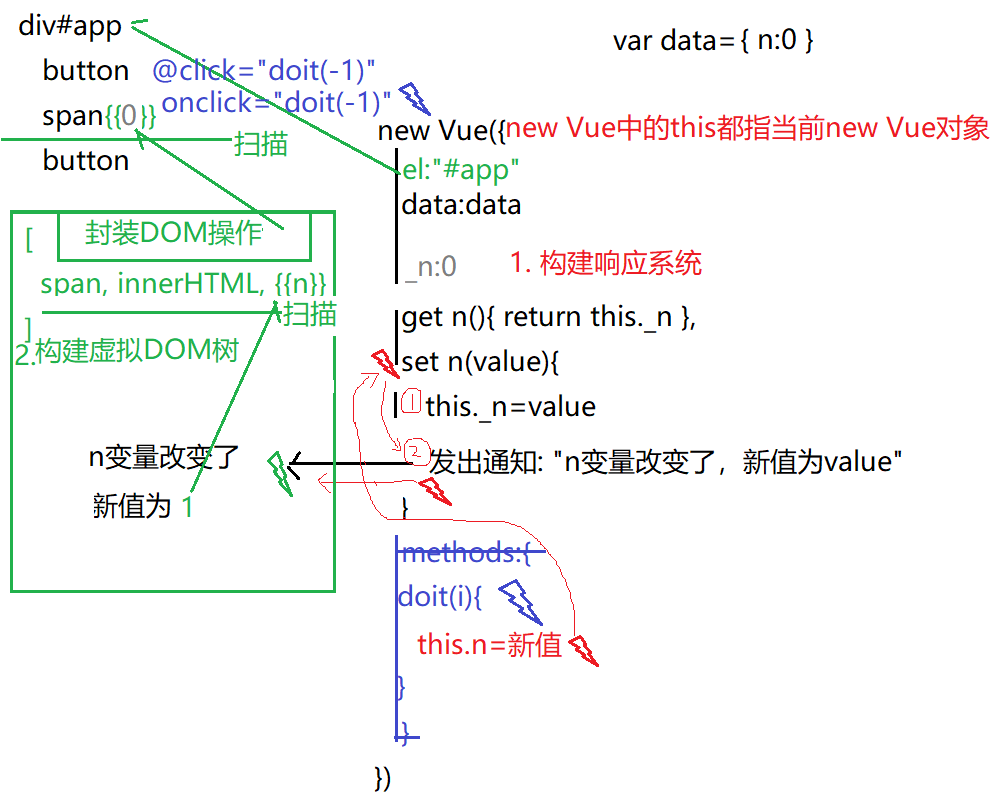 div#app
button @click="doit(-1)"
onclick="doit(-1)"
span{{0}}
扫描
button
[
封装DOM操作
span, innerHTML, {{n}}
扫描
]
2.构建虚拟DOM树
n变量改变了
新值为 1
var data={ n:0 }
new Vue({new Vue中的this都指当前new Vue对象
el:"#app"
data:data
_n:0
1. 构建响应系统
get n(){ return this._n },
set n(value){
1 this._n=value
2 发出通知: "n变量改变了，新值为value"
}
methods:{
doit(i){
this.n=新值
}
}
})